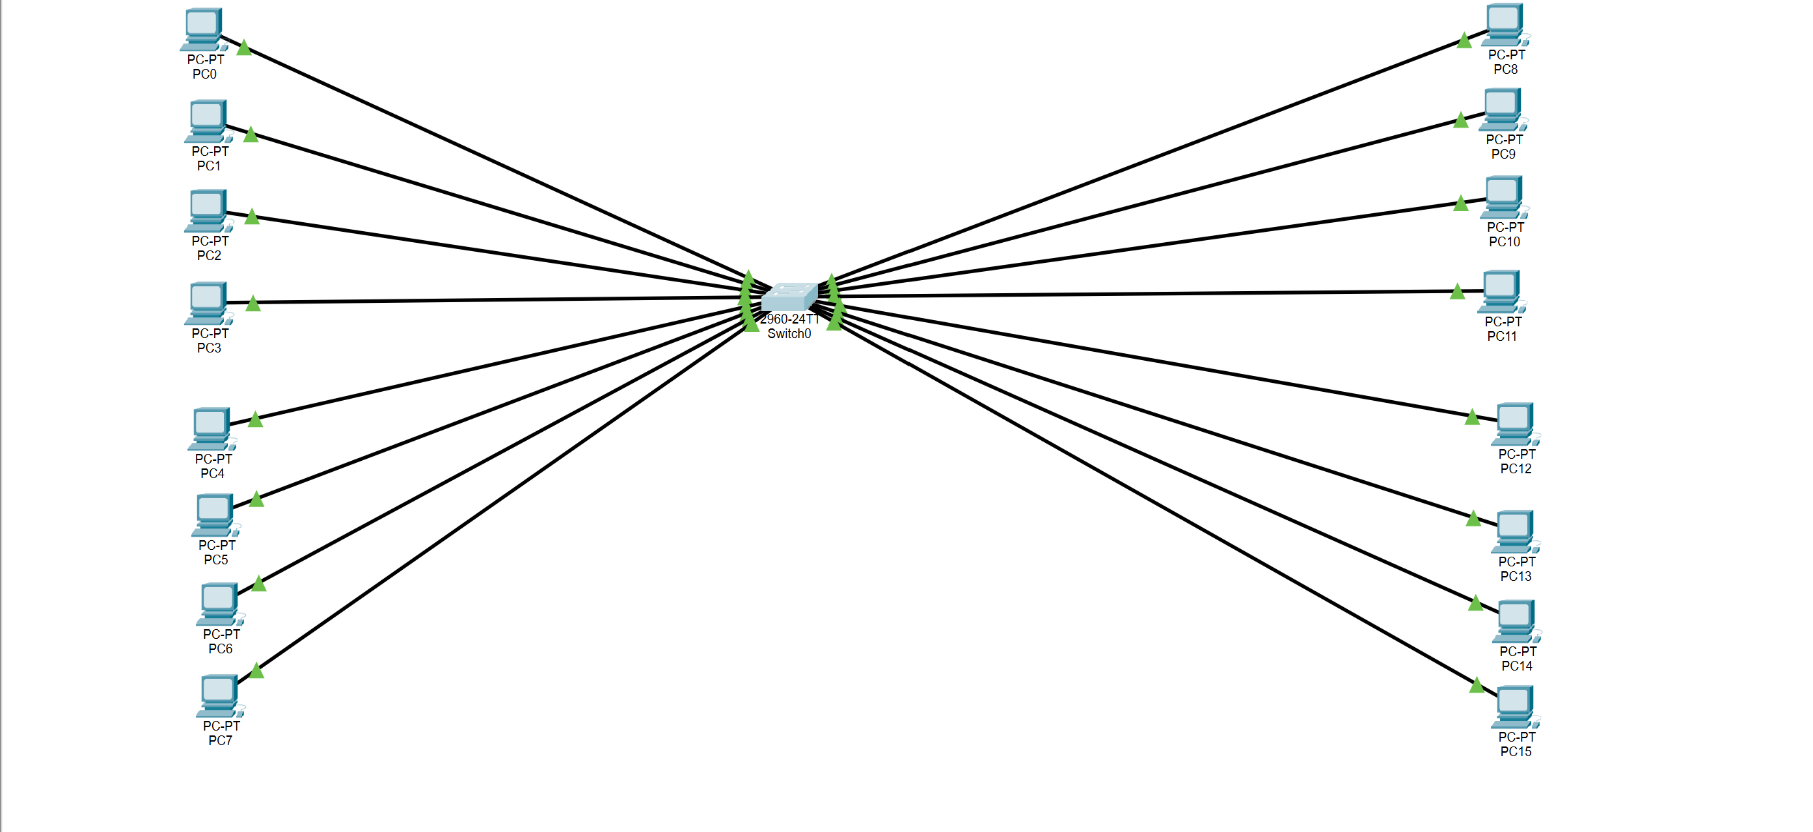 PC-PT
PC0
PC-PT
PC1
PC-PT
PC2
PC-PT
PC3
PC-PT
PC4
PC-PT
PC5
PC-PT
PC6
PC-PT
PC7
2960-24TT
Switch0
PC-PT
PC8
PC-PT
PC9
PC-PT
PC10
PC-PT
PC11
PC-PT
PC12
PC-PT
PC13
PC-PT
PC14
PC-PT
PC15